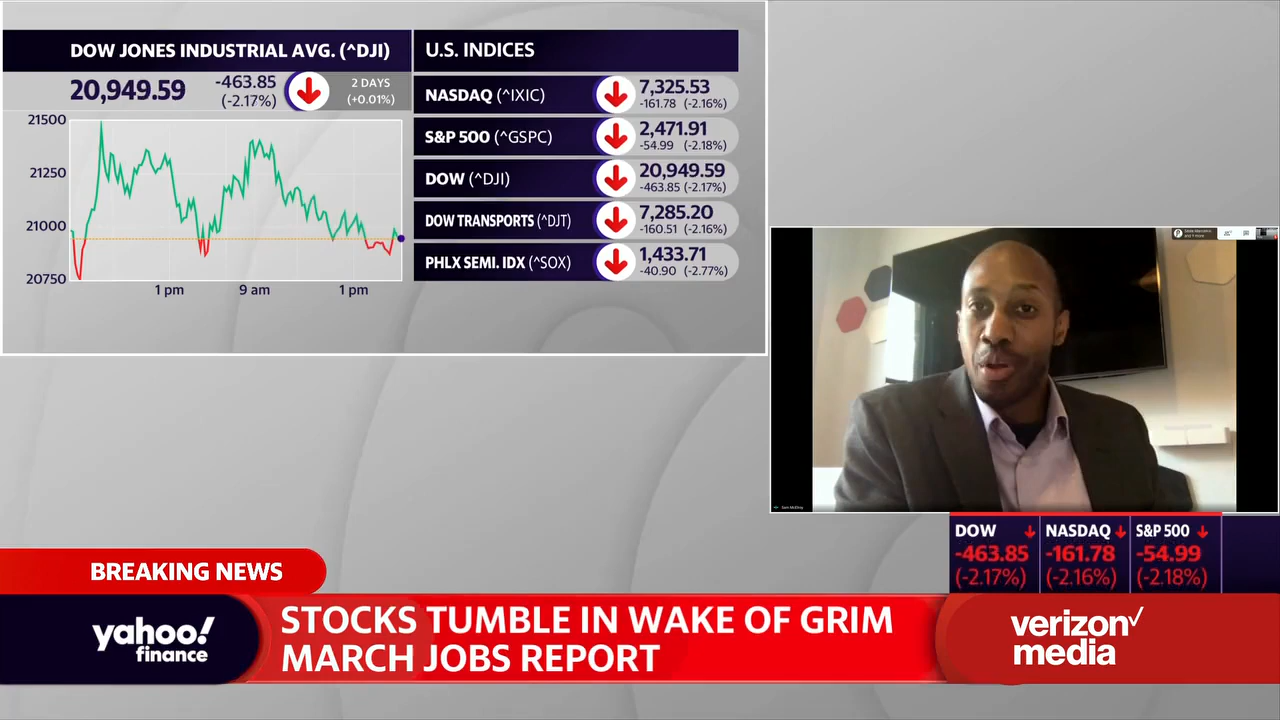 DOW JONES INDUSTRIAL AVG. (^DJI)
20,949.59
-463.85
(-2.17%)
2 DAYS
(+0.01%)
21500
21250
21000
20750
1 pm
9 am
1 pm
U.S. INDICES
NASDAQ (^IXIC)
7,325.53
-161.78 (-2.16%)
S&P 500 (^GSPC)
2,471.91
-54.99 (-2.18%)
DOW (^DJI)
20,949.59
-463.85 (-2.17%)
DOW TRANSPORTS (^DJT)
7,285.20
-160.51 (-2.16%)
PHLX SEMI. IDX (^SOX)
1,433.71
-40.90 (-2.77%)
DOW
-463.85
(-2.17%)
NASDAQ
-161.78
(-2.16%)
S&P 500
-54.99
(-2.18%)
BREAKING NEWS
yahoo!
finance
STOCKS TUMBLE IN WAKE OF GRIM
MARCH JOBS REPORT
verizon
media